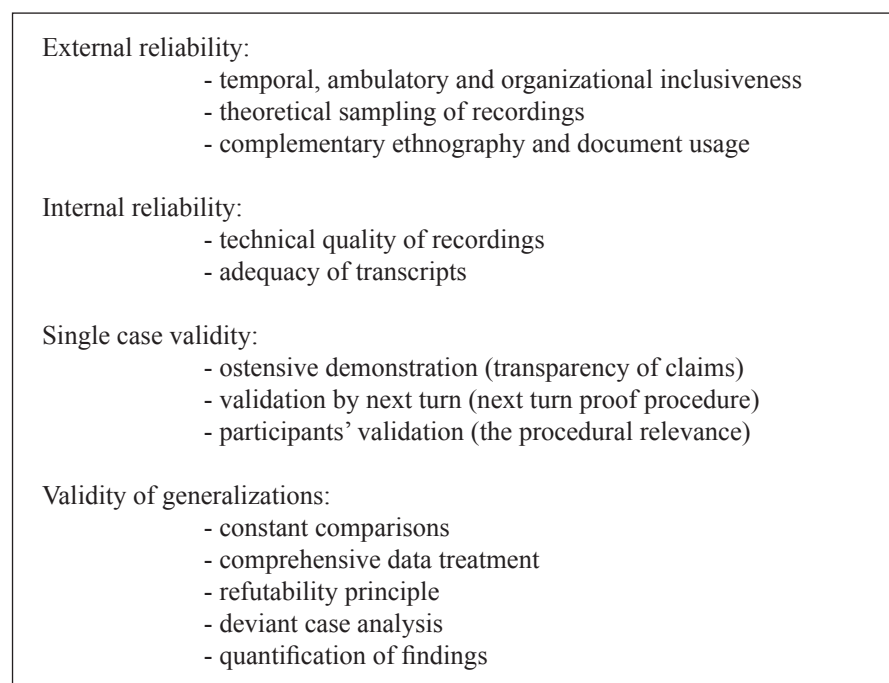 External reliability:
- temporal, ambulatory and organizational inclusiveness
- theoretical sampling of recordings
- complementary ethnography and document usage
Internal reliability:
- technical quality of recordings
- adequacy of transcripts
Single case validity:
- ostensive demonstration (transparency of claims)
- validation by next turn (next turn proof procedure)
- participants’ validation (the procedural relevance)
Validity of generalizations:
- constant comparisons
- comprehensive data treatment
- refutability principle
- deviant case analysis
- quantification of findings